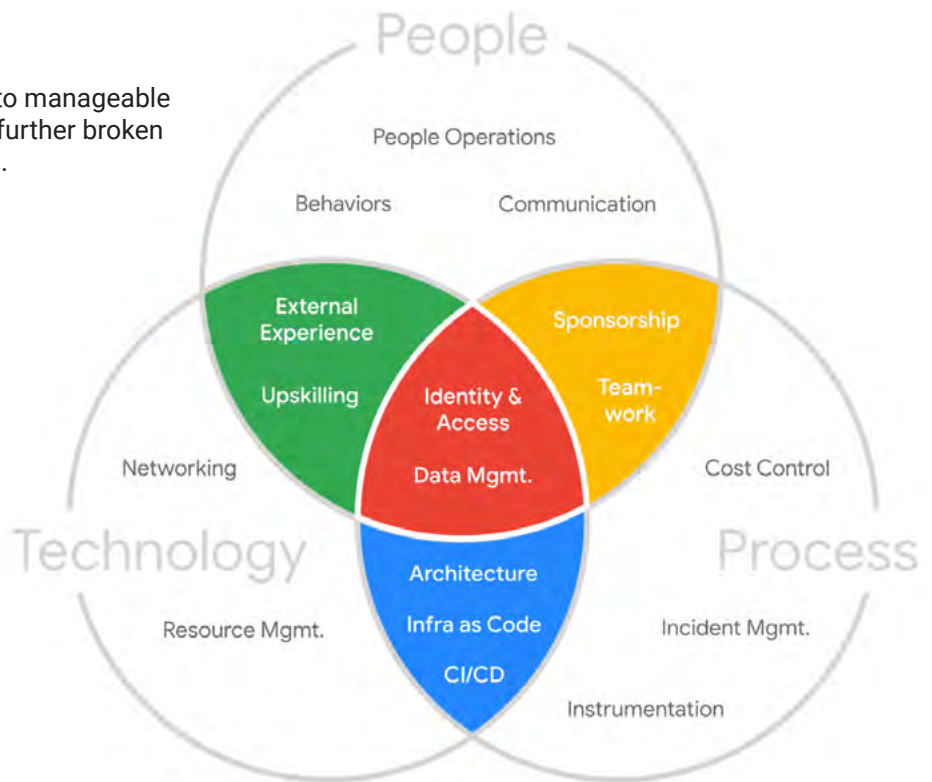 People
to manageable
further broken
.
People Operations
Behaviors
Communication
External
Experience
Sponsorship
Upskilling
Identity &
Access
Team-
work
Networking
Data Mgmt.
Cost Control
Technology
Process
Architecture
Resource Mgmt.
Infra as Code
Incident Mgmt.
CI/CD
Instrumentation